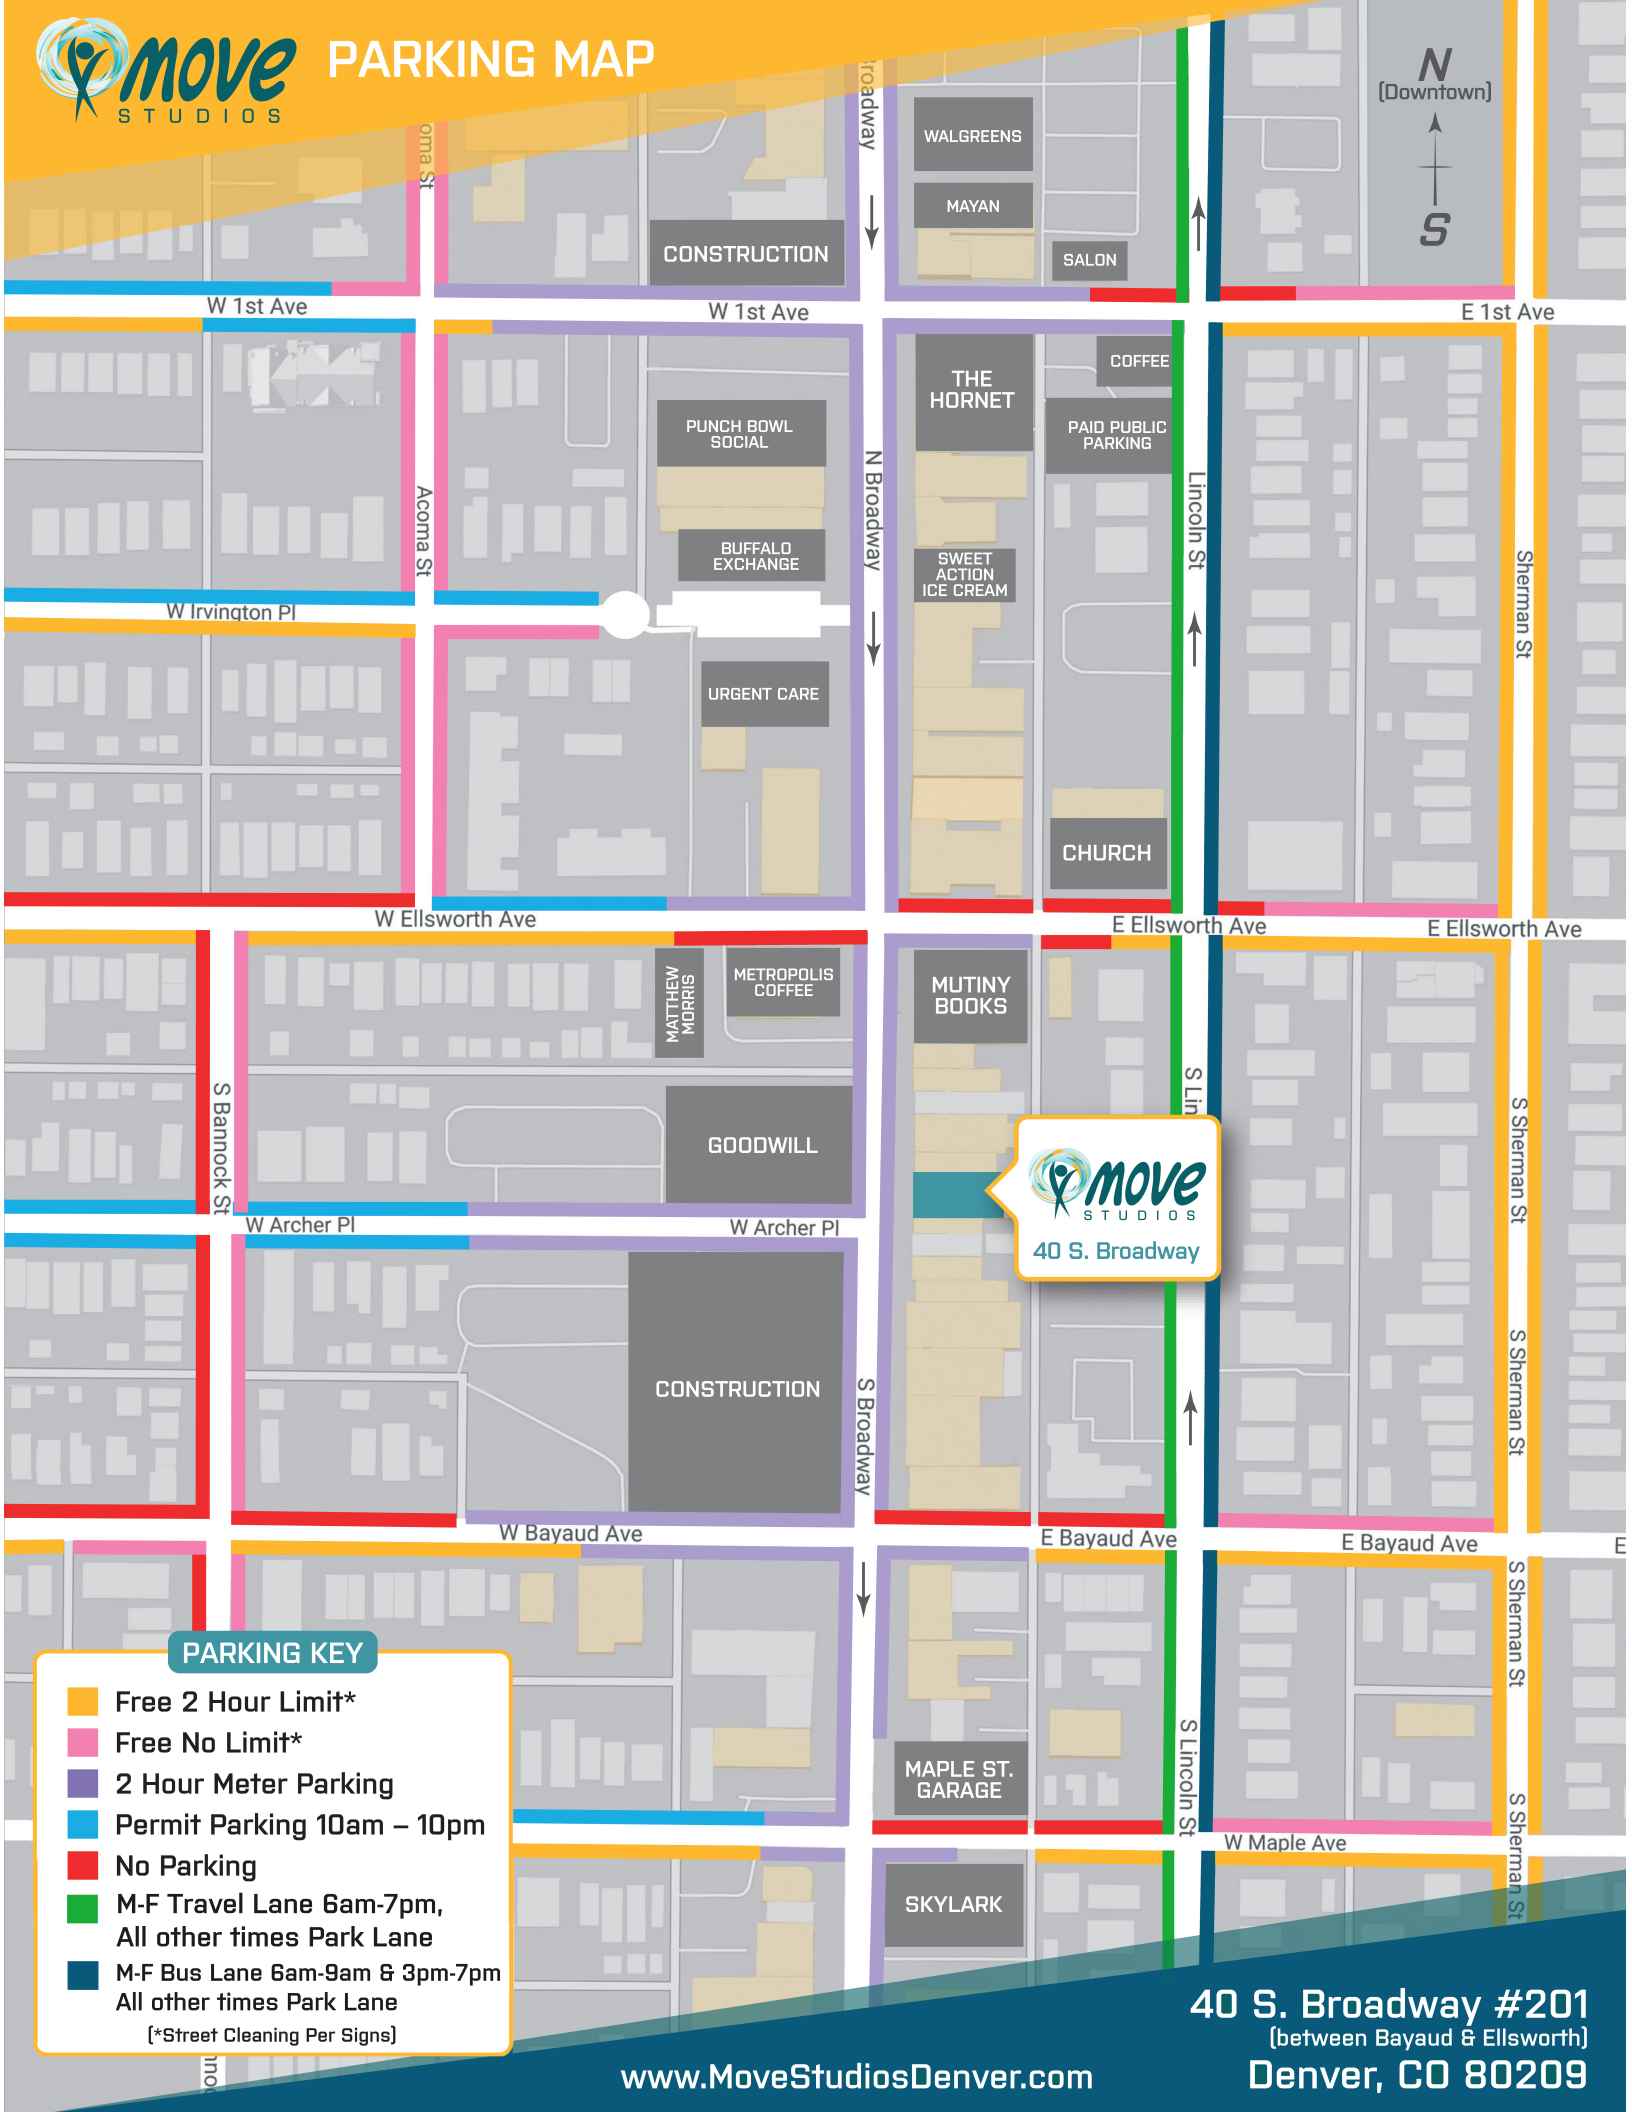 move
STUDIOS
PARKING MAP
N
(Downtown)
S
Broadway
oma St
WALGREENS
MAYAN
CONSTRUCTION
SALON
W 1st Ave
W 1st Ave
E 1st Ave
THE
HORNET
COFFEE
PUNCH BOWL
SOCIAL
PAID PUBLIC
PARKING
N Broadway
Lincoln St
Acoma St
BUFFALO
EXCHANGE
SWEET
ACTION
ICE CREAM
Sherman St
W Irvington Pl
URGENT CARE
CHURCH
W Ellsworth Ave
E Ellsworth Ave
E Ellsworth Ave
MATTHEW
MORRIS
METROPOLIS
COFFEE
MUTINY
BOOKS
S Lin
S Bannock St
S Sherman St
GOODWILL
move
STUDIOS
40 S. Broadway
W Archer Pl
W Archer Pl
CONSTRUCTION
S Broadway
S Sherman St
W Bayaud Ave
E Bayaud Ave
E Bayaud Ave
E
S Sherman St
MAPLE ST.
GARAGE
S Lincoln St
S Sherman St
W Maple Ave
SKYLARK
PARKING KEY
Free 2 Hour Limit*
Free No Limit*
2 Hour Meter Parking
Permit Parking 10am – 10pm
No Parking
M-F Travel Lane 6am-7pm,
All other times Park Lane
M-F Bus Lane 6am-9am & 3pm-7pm
All other times Park Lane
(*Street Cleaning Per Signs)
nno
www.MoveStudiosDenver.com
40 S. Broadway #201
(between Bayaud & Ellsworth)
Denver, CO 80209